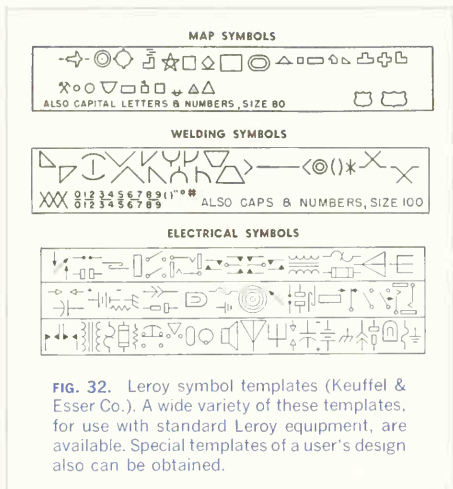 MAP SYMBOLS
ALSO CAPITAL LETTERS & NUMBERS, SIZE 80
WELDING SYMBOLS
0123456789()"°#
0123456789 ALSO CAPS & NUMBERS, SIZE 100
ELECTRICAL SYMBOLS
FIG. 32. Leroy symbol templates (Keuffel &
Esser Co.). A wide variety of these templates,
for use with standard Leroy equipment, are
available. Special templates of a user's design
also can be obtained.